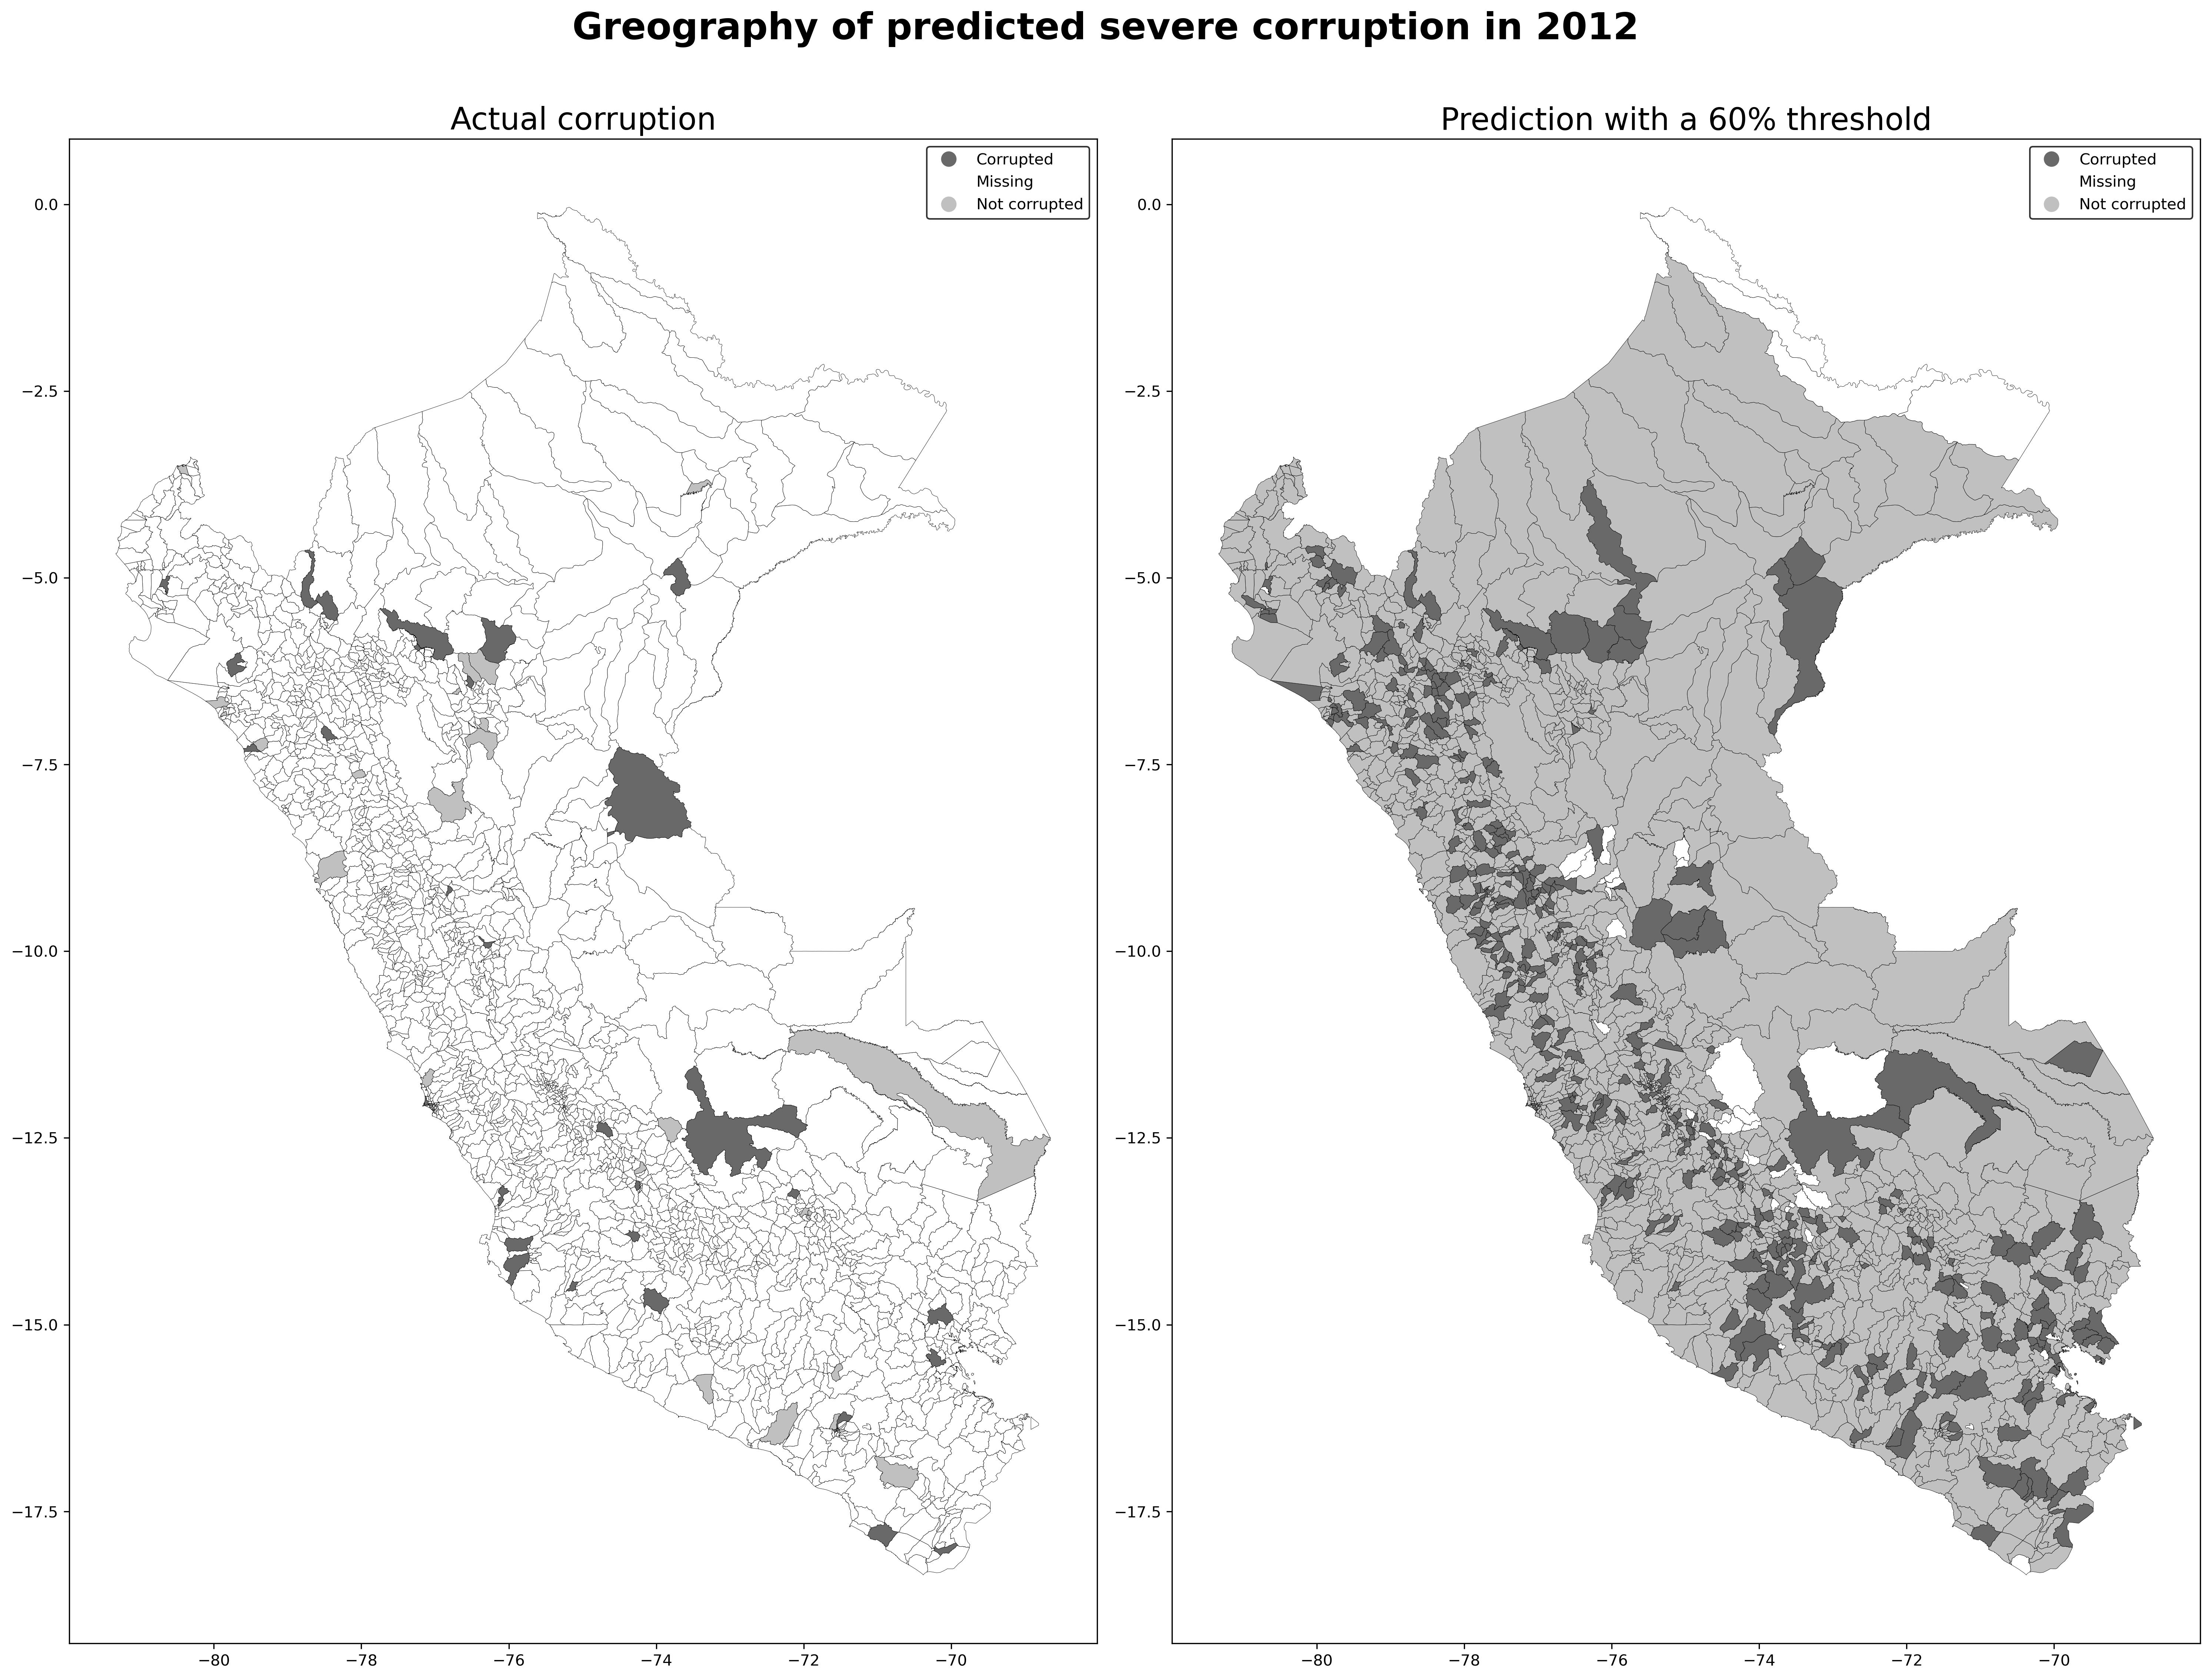 Greography of predicted severe corruption in 2012
Actual corruption
Corrupted
Missing
Not corrupted
0.0
−2.5
−5.0
−7.5
−10.0
−12.5
−15.0
−17.5
−80 −78 −76 −74 −72 −70
Prediction with a 60% threshold
Corrupted
Missing
Not corrupted
0.0
−2.5
−5.0
−7.5
−10.0
−12.5
−15.0
−17.5
−80 −78 −76 −74 −72 −70